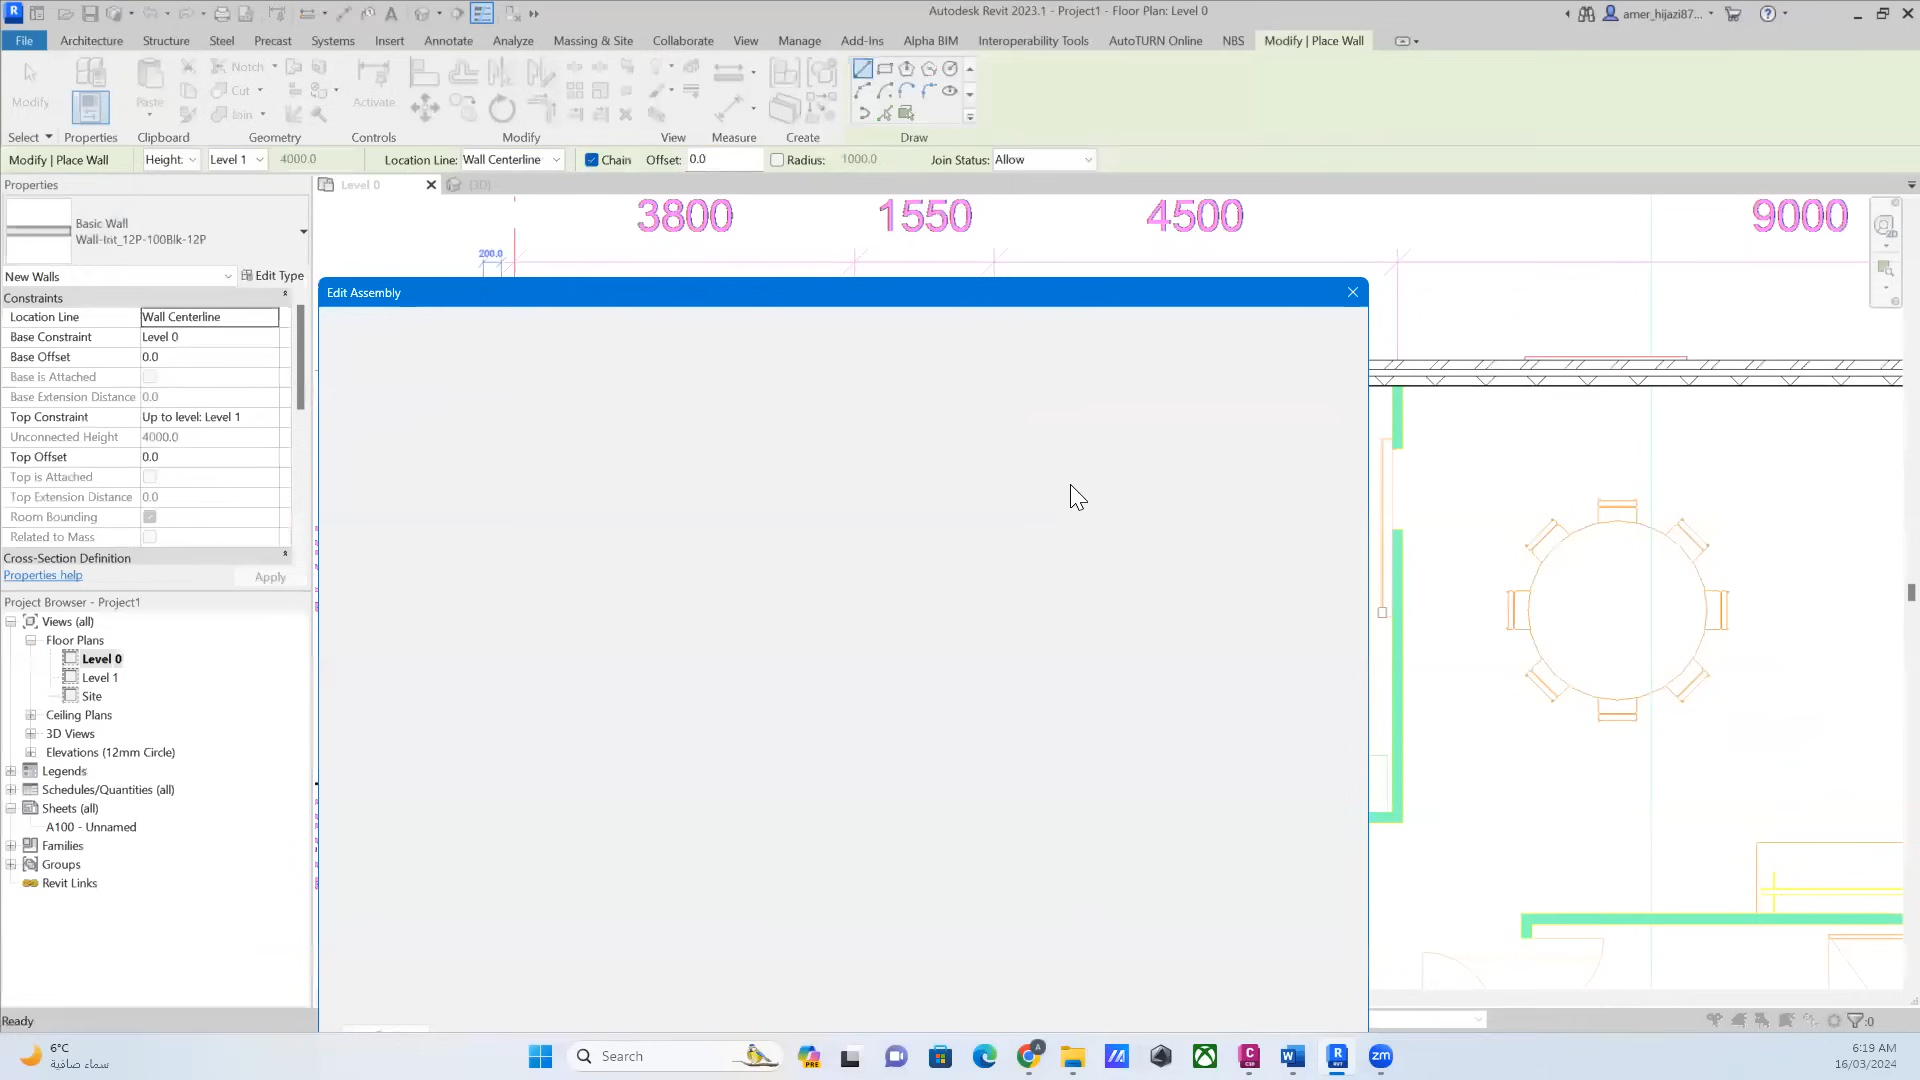 Autodesk Revit 2023.1 - Project1 - Floor Plan: Level 0
amer_hijazi87...
File Architecture Structure Steel Precast Systems Insert Annotate Analyze Massing & Site Collaborate View Manage Add-Ins Alpha BIM Interoperability Tools AutoTURN Online NBS Modify | Place Wall
Modify Paste Notch Cut Join Activate
Select Properties Clipboard Geometry Controls Modify View Measure Create Draw
Modify | Place Wall Height: Level 1 4000.0 Location Line: Wall Centerline Chain Offset: 0.0 Radius: 1000.0 Join Status: Allow
Properties
Level 0
(3D)
Basic Wall
Wall-Int_12P-100Blk-12P
New Walls Edit Type
Constraints
Location Line Wall Centerline
Base Constraint Level 0
Base Offset 0.0
Base is Attached
Base Extension Distance 0.0
Top Constraint Up to level: Level 1
Unconnected Height 4000.0
Top Offset 0.0
Top is Attached
Top Extension Distance 0.0
Room Bounding
Related to Mass
Cross-Section Definition
Properties help Apply
3800 1550 4500 9000
200.0
Edit Assembly
Project Browser - Project1
Views (all)
Floor Plans
Level 0
Level 1
Site
Ceiling Plans
3D Views
Elevations (12mm Circle)
Legends
Schedules/Quantities (all)
Sheets (all)
A100 - Unnamed
Families
Groups
Revit Links
Ready
:0
6°C
سماء صافية
Search
6:19 AM
16/03/2024